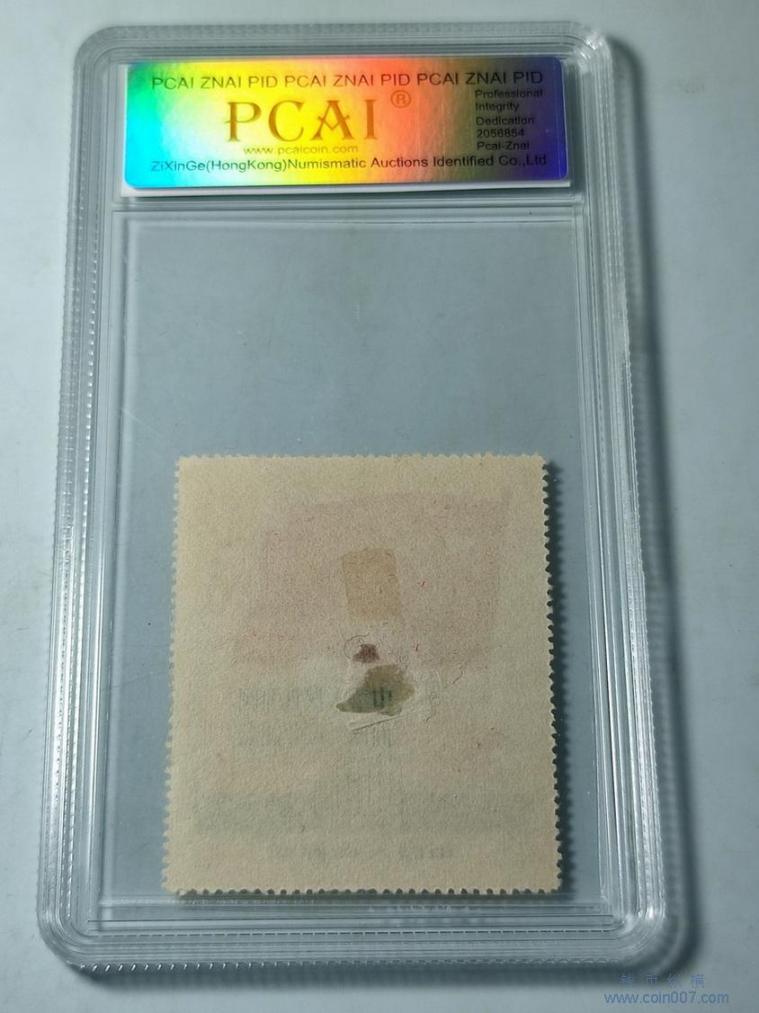 PCAI ZNAI PID PCAI ZNAI PID PCAI ZNAI PID
PCAI®
Professional
Integrity
Dedication
2056854
Pcai-Znai
www.pcaicoin.com
ZiXinGe(HongKong)Numismatic Auctions Identified Co.,Ltd
www.coin007.com